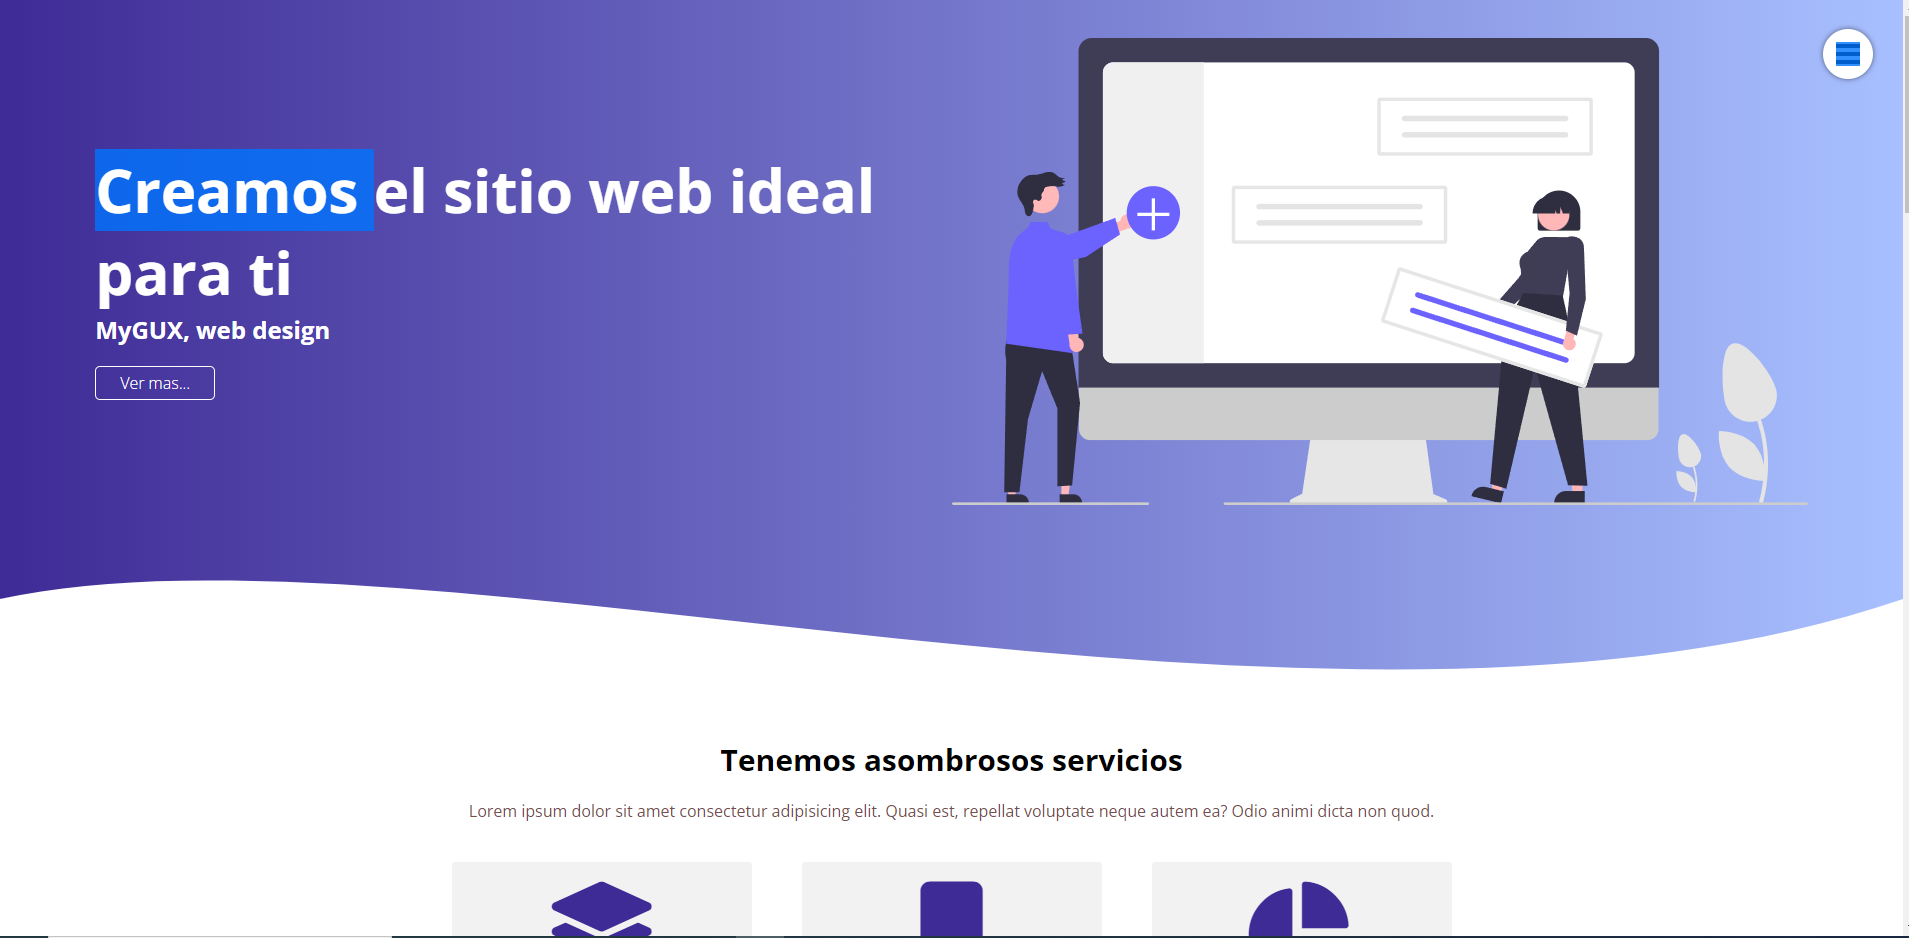 Creamos el sitio web ideal
para ti
MyGUX, web design
Ver mas...
Tenemos asombrosos servicios
Lorem ipsum dolor sit amet consectetur adipisicing elit. Quasi est, repellat voluptate neque autem ea? Odio animi dicta non quod.